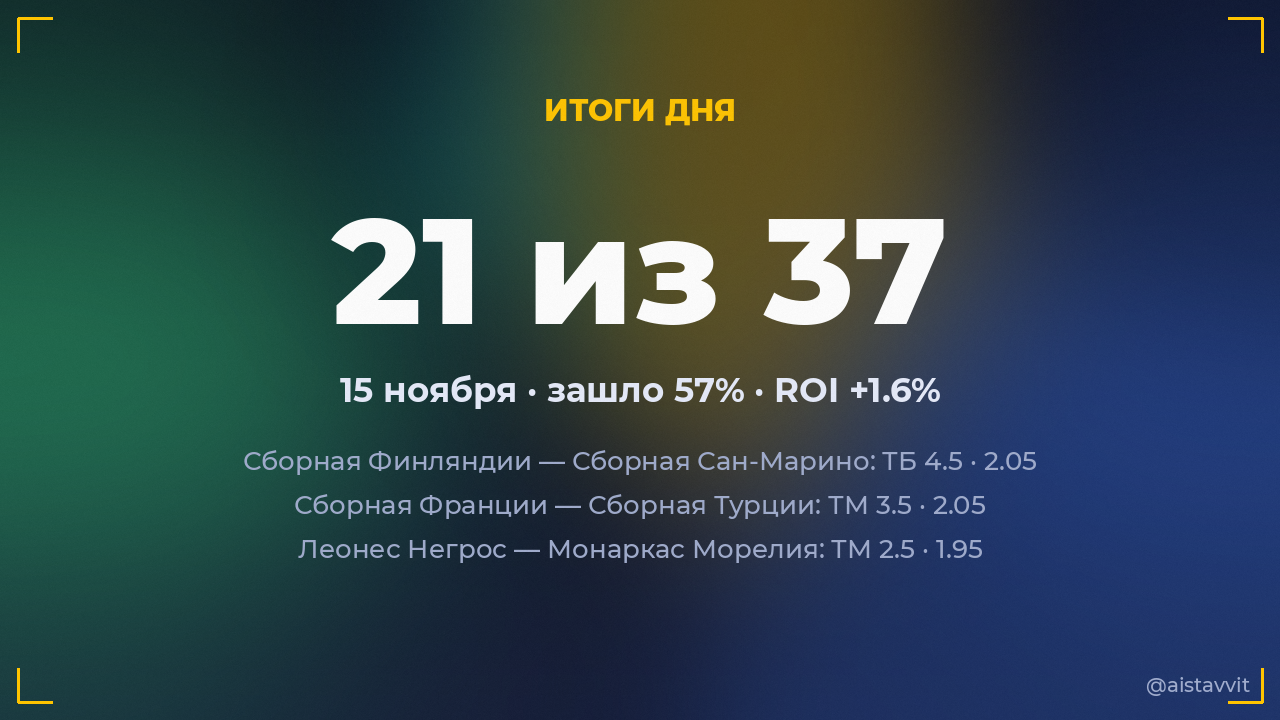 ИТОГИ ДНЯ
21 из 37
15 ноября · зашло 57% · ROI +1.6%
Сборная Финляндии — Сборная Сан-Марино: ТБ 4.5 · 2.05
Сборная Франции — Сборная Турции: ТМ 3.5 · 2.05
Леонес Негрос — Монаркас Морелия: ТМ 2.5 · 1.95
@aistavvit